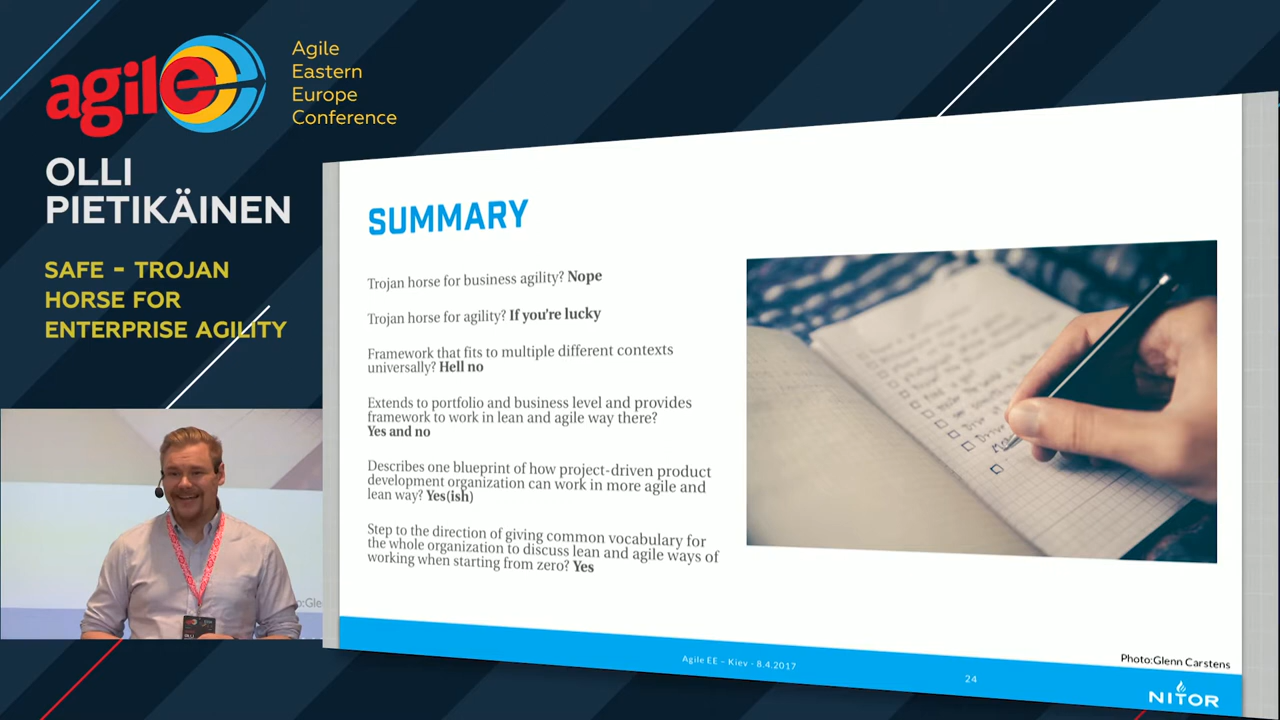 agilee
Agile
Eastern
Europe
Conference
OLLI
PIETIKÄINEN
SAFE - TROJAN
HORSE FOR
ENTERPRISE AGILITY
SUMMARY
Trojan horse for business agility? Nope
Trojan horse for agility? If you're lucky
Framework that fits to multiple different contexts
universally? Hell no
Extends to portfolio and business level and provides
framework to work in lean and agile way there?
Yes and no
Describes one blueprint of how project-driven product
development organization can work in more agile and
lean way? Yes(ish)
Step to the direction of giving common vocabulary for
the whole organization to discuss lean and agile ways of
working when starting from zero? Yes
o:Gle
OLLI
Agile EE – Kiev - 8.4.2017
24
Photo:Glenn Carstens
NITOR